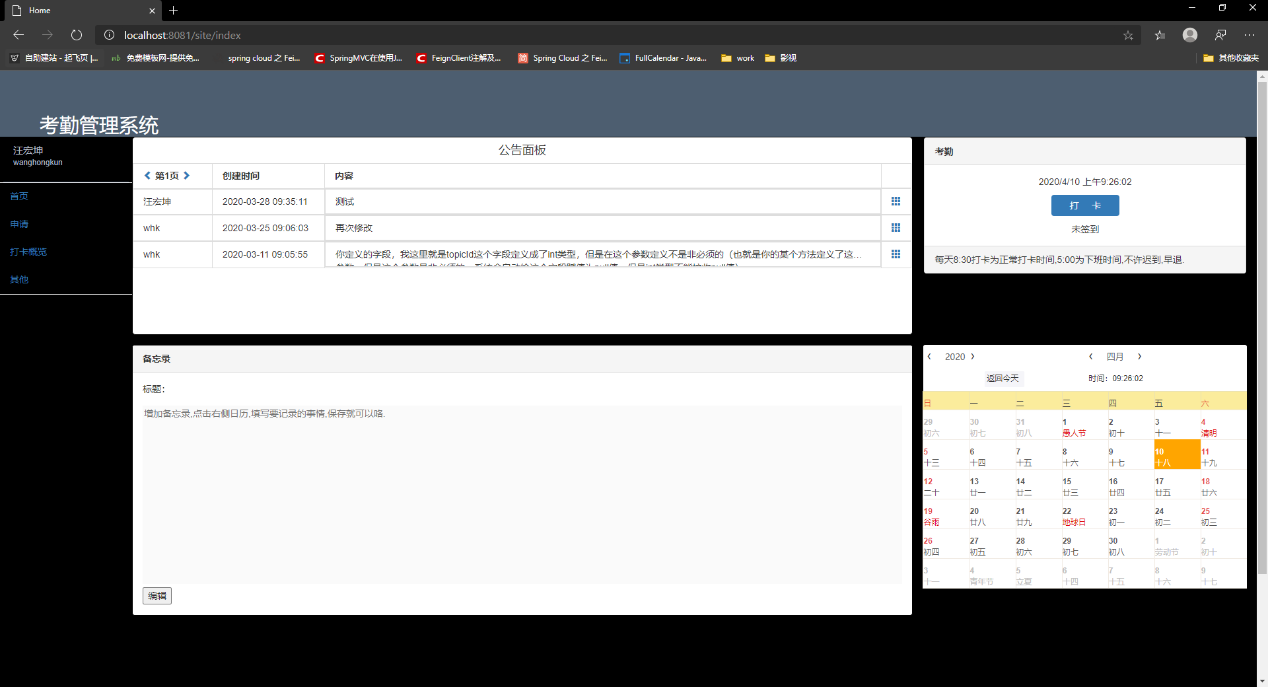 Home
localhost:8081/site/index
自助建站 - 起飞页 |...
免费模板网-提供免...
spring cloud 之 Fei...
SpringMVC在使用J...
FeignClient注解及...
Spring Cloud 之 Fei...
FullCalendar - Java...
work
影视
其他收藏夹
考勤管理系统
汪宏坤
wanghongkun
首页
申请
打卡概览
其他
公告面板
第1页 创建时间 内容
汪宏坤 2020-03-28 09:35:11 测试
whk 2020-03-25 09:06:03 再次修改
whk 2020-03-11 09:05:55 你定义的字段，我这里就是topicId这个字段定义成了int类型，但是在这个参数定义不是非必须的（也就是你的某个方法定义了这…
考勤
2020/4/10 上午9:26:02
打 卡
未签到
每天8:30打卡为正常打卡时间,5:00为下班时间,不许迟到,早退.
备忘录
标题：
增加备忘录,点击右侧日历,填写要记录的事情,保存就可以咯.
编辑
2020 四月
返回今天 时间：09:26:02
日 一 二 三 四 五 六
29 30 31 1 2 3 4
初六 初七 初八 愚人节 初十 十一 清明
5 6 7 8 9 10 11
十三 十四 十五 十六 十七 十八 十九
12 13 14 15 16 17 18
二十 廿一 廿二 廿三 廿四 廿五 廿六
19 20 21 22 23 24 25
谷雨 廿八 廿九 地球日 初一 初二 初三
26 27 28 29 30 1 2
初四 初五 初六 初七 初八 劳动节 初十
3 4 5 6 7 8 9
十一 青年节 立夏 十四 十五 十六 十七